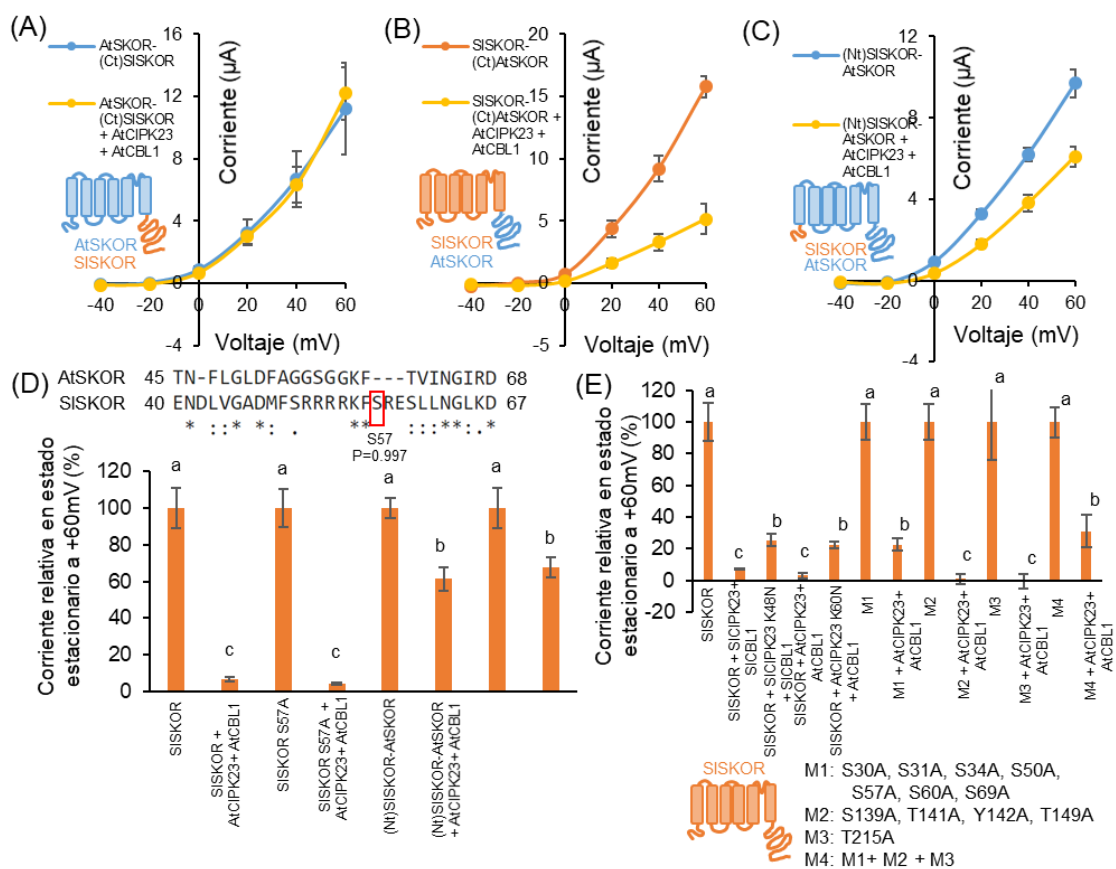 (A)
AtSKOR-
(Ct)SlSKOR
AtSKOR-
(Ct)SlSKOR
+ AtCIPK23
+ AtCBL1
Corriente (µA)
16
12
8
4
0
-4
-40 -20 0 20 40 60
Voltaje (mV)
AtSKOR
SlSKOR
(B)
SlSKOR-
(Ct)AtSKOR
SlSKOR-
(Ct)AtSKOR +
AtCIPK23 +
AtCBL1
Corriente (µA)
20
15
10
5
0
-5
-40 -20 0 20 40 60
Voltaje (mV)
SlSKOR
AtSKOR
(C)
(Nt)SlSKOR-
AtSKOR
(Nt)SlSKOR-
AtSKOR +
AtCIPK23 +
AtCBL1
Corriente (µA)
12
8
4
0
-4
-40 -20 0 20 40 60
Voltaje (mV)
SlSKOR
AtSKOR
(D)
AtSKOR 45 TN-FLGLDFAGGSGGKF---TVINGIRD 68
SlSKOR 40 ENDLVGADMFSRRRRKFSRESLLNGLKD 67
* :: * : . ** :::**:.*
S57
P=0.997
Corriente relativa en estado
estacionario a +60mV (%)
120
100
80
60
40
20
0
a c a c a b a b
SlSKOR
SlSKOR +
AtCIPK23+ AtCBL1
SlSKOR S57A
SlSKOR S57A +
AtCIPK23+ AtCBL1
(Nt)SlSKOR-AtSKOR
(Nt)SlSKOR-AtSKOR
+ AtCIPK23+ AtCBL1
(E)
Corriente relativa en estado
estacionario a +60mV (%)
120
100
80
60
40
20
0
-20
a c b c b a b a c a c a b
SlSKOR
SlSKOR + SlCIPK23+
SlCBL1
SlSKOR + SlCIPK23 K48N
+ SlCBL1
SlSKOR + AtCIPK23+
AtCBL1
SlSKOR + AtCIPK23 K60N
+ AtCBL1
M1
M1 + AtCIPK23+
AtCBL1
M2
M2 + AtCIPK23+
AtCBL1
M3
M3 + AtCIPK23+
AtCBL1
M4
M4 + AtCIPK23+
AtCBL1
SlSKOR
M1: S30A, S31A, S34A, S50A,
S57A, S60A, S69A
M2: S139A, T141A, Y142A, T149A
M3: T215A
M4: M1+ M2 + M3